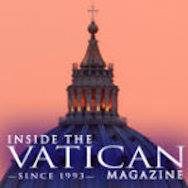 INSIDE THE
VATICAN
—SINCE 1993— MAGAZINE